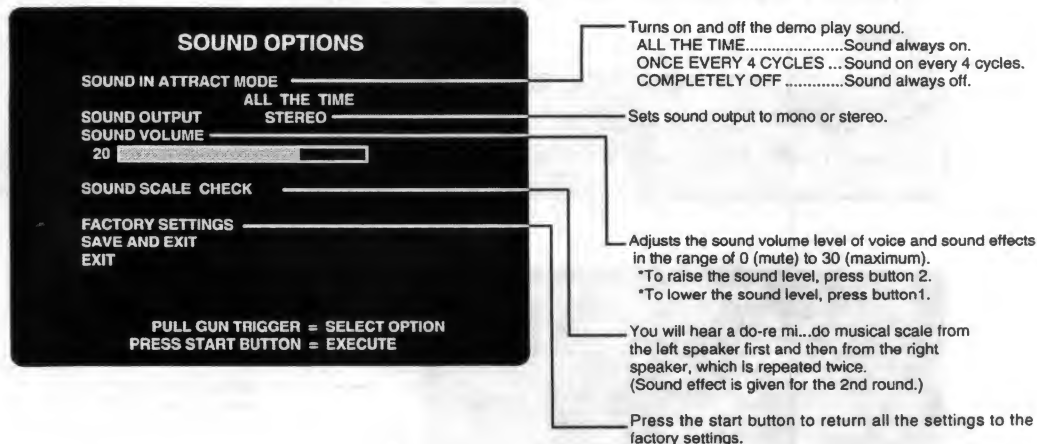 SOUND OPTIONS
SOUND IN ATTRACT MODE
ALL THE TIME
SOUND OUTPUT STEREO
SOUND VOLUME
20
SOUND SCALE CHECK
FACTORY SETTINGS
SAVE AND EXIT
EXIT
PULL GUN TRIGGER = SELECT OPTION
PRESS START BUTTON = EXECUTE
Turns on and off the demo play sound.
ALL THE TIME......................Sound always on.
ONCE EVERY 4 CYCLES ...Sound on every 4 cycles.
COMPLETELY OFF .............Sound always off.
Sets sound output to mono or stereo.
Adjusts the sound volume level of voice and sound effects
in the range of 0 (mute) to 30 (maximum).
*To raise the sound level, press button 2.
*To lower the sound level, press button1.
You will hear a do-re mi...do musical scale from
the left speaker first and then from the right
speaker, which is repeated twice.
(Sound effect is given for the 2nd round.)
Press the start button to return all the settings to the
factory settings.